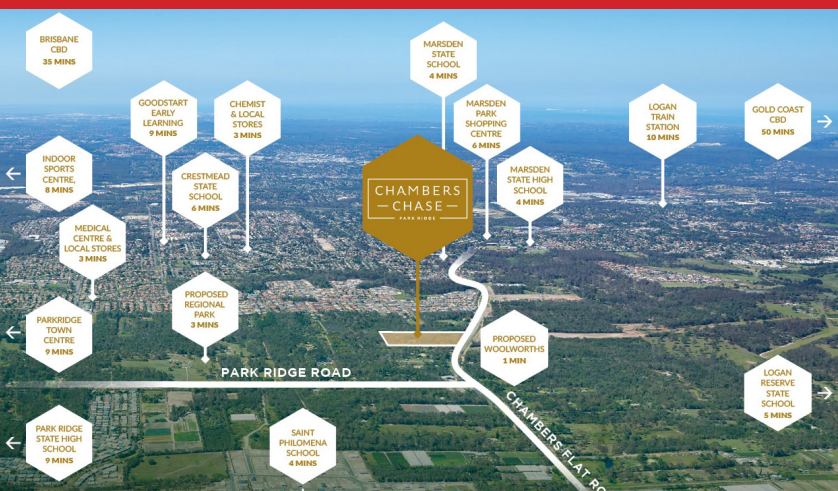 BRISBANE
CBD
35 MINS
MARSDEN
STATE
SCHOOL
4 MINS
GOODSTART
EARLY
LEARNING
9 MINS
CHEMIST
& LOCAL
STORES
3 MINS
MARSDEN
PARK
SHOPPING
CENTRE
6 MINS
LOGAN
TRAIN
STATION
10 MINS
GOLD COAST
CBD
50 MINS
INDOOR
SPORTS
CENTRE,
8 MINS
CRESTMEAD
STATE
SCHOOL
6 MINS
CHAMBERS
CHASE
PARK RIDGE
MARSDEN
STATE HIGH
SCHOOL
4 MINS
MEDICAL
CENTRE &
LOCAL STORES
3 MINS
PROPOSED
REGIONAL
PARK
3 MINS
PARKRIDGE
TOWN
CENTRE
9 MINS
PROPOSED
WOOLWORTHS
1 MIN
PARK RIDGE ROAD
LOGAN
RESERVE
STATE
SCHOOL
5 MINS
PARK RIDGE
STATE HIGH
SCHOOL
9 MINS
SAINT
PHILOMENA
SCHOOL
4 MINS
CHAMBERS FLAT RO